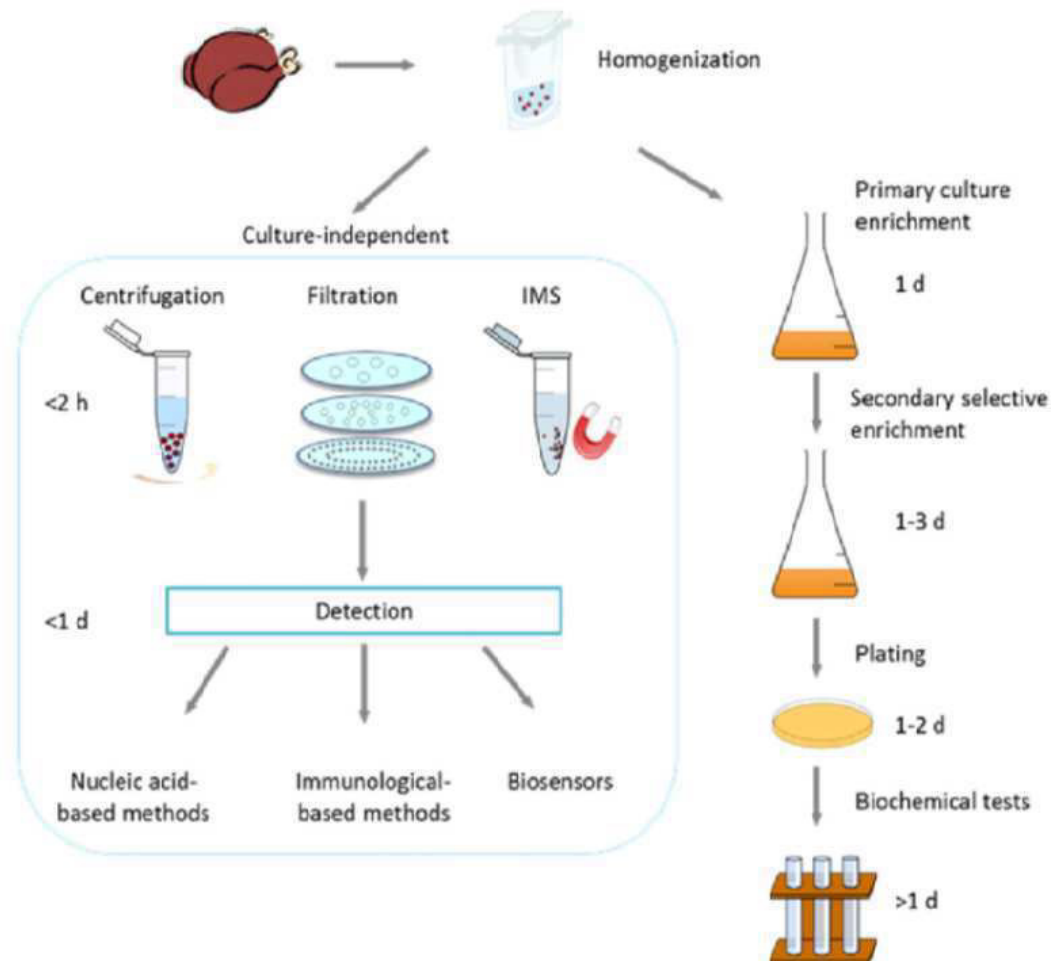 Homogenization
Culture-independent
Centrifugation
Filtration
IMS
<2 h
Detection
<1 d
Nucleic acid-
based methods
Immunological-
based methods
Biosensors
Primary culture
enrichment
1 d
Secondary selective
enrichment
1-3 d
Plating
1-2 d
Biochemical tests
>1 d